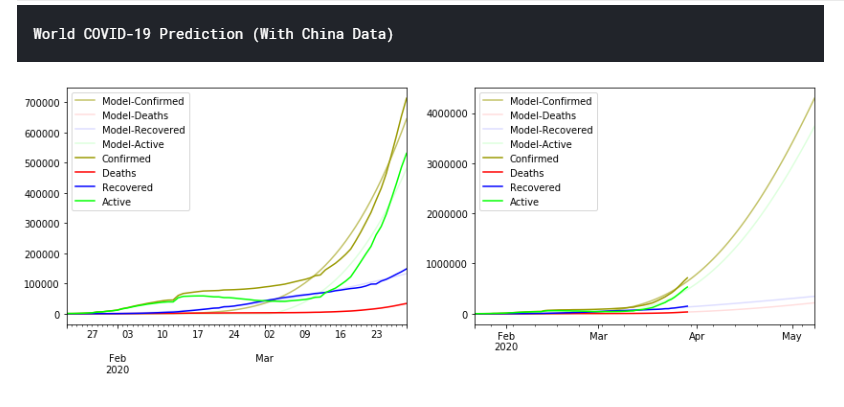 World COVID-19 Prediction (With China Data)
700000
600000
500000
400000
300000
200000
100000
0
Model-Confirmed
Model-Deaths
Model-Recovered
Model-Active
Confirmed
Deaths
Recovered
Active
27 03 10 17 24 02 09 16 23
Feb Mar
2020
4000000
3000000
2000000
1000000
0
Model-Confirmed
Model-Deaths
Model-Recovered
Model-Active
Confirmed
Deaths
Recovered
Active
Feb Mar Apr May
2020